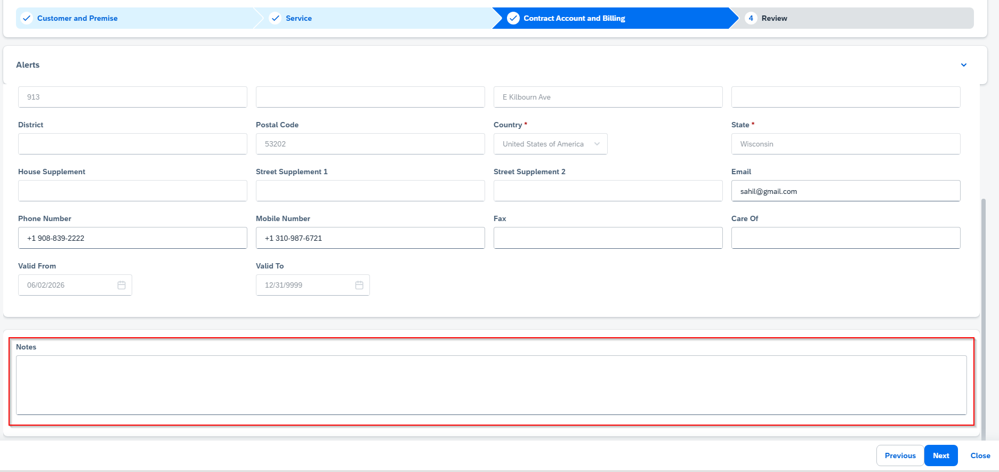 Customer and Premise Service Contract Account and Billing 4 Review
Alerts
913 E Kilbourn Ave
District Postal Code Country * State *
53202 United States of America Wisconsin
House Supplement Street Supplement 1 Street Supplement 2 Email
sahil@gmail.com
Phone Number Mobile Number Fax Care Of
+1 908-839-2222 +1 310-987-6721
Valid From Valid To
06/02/2026 12/31/9999
Notes
Previous Next Close